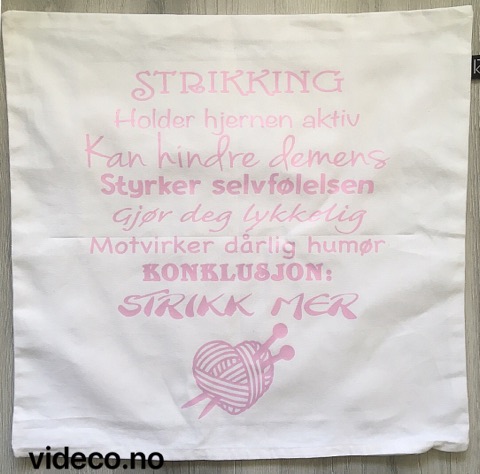 STRIKKING
Holder hjernen aktiv
Kan hindre demens
Styrker selvfølelsen
Gjør deg lykkelig
Motvirker dårlig humør
KONKLUSJON:
STRIKK MER
videco.no